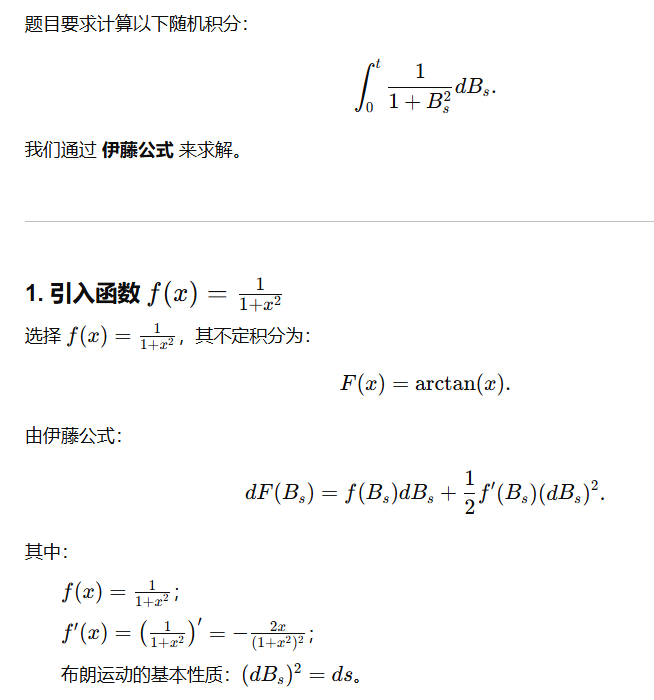 题目要求计算以下随机积分：
$$\int_0^t \frac{1}{1+B_s^2} dB_s.$$
我们通过 伊藤公式 来求解。
1. 引入函数 $f(x) = \frac{1}{1+x^2}$
选择 $f(x) = \frac{1}{1+x^2}$，其不定积分为：
$$F(x) = \arctan(x).$$
由伊藤公式：
$$dF(B_s) = f(B_s)dB_s + \frac{1}{2}f'(B_s)(dB_s)^2.$$
其中：
$f(x) = \frac{1}{1+x^2}$；
$f'(x) = \left(\frac{1}{1+x^2}\right)' = -\frac{2x}{(1+x^2)^2}$；
布朗运动的基本性质：$(dB_s)^2 = ds$。